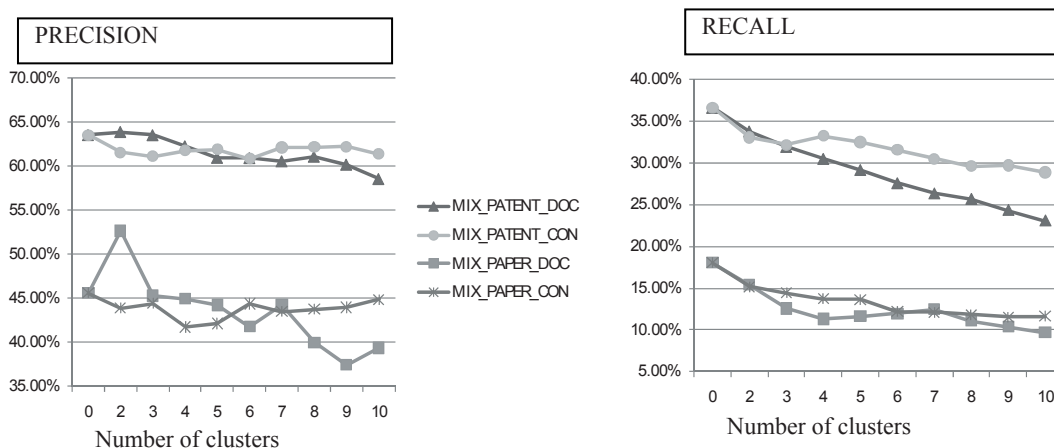 PRECISION
70.00%
65.00%
60.00%
55.00%
50.00%
45.00%
40.00%
35.00%
0 2 3 4 5 6 7 8 9 10
Number of clusters
MIX_PATENT_DOC
MIX_PATENT_CON
MIX_PAPER_DOC
MIX_PAPER_CON
RECALL
40.00%
35.00%
30.00%
25.00%
20.00%
15.00%
10.00%
5.00%
0 2 3 4 5 6 7 8 9 10
Number of clusters